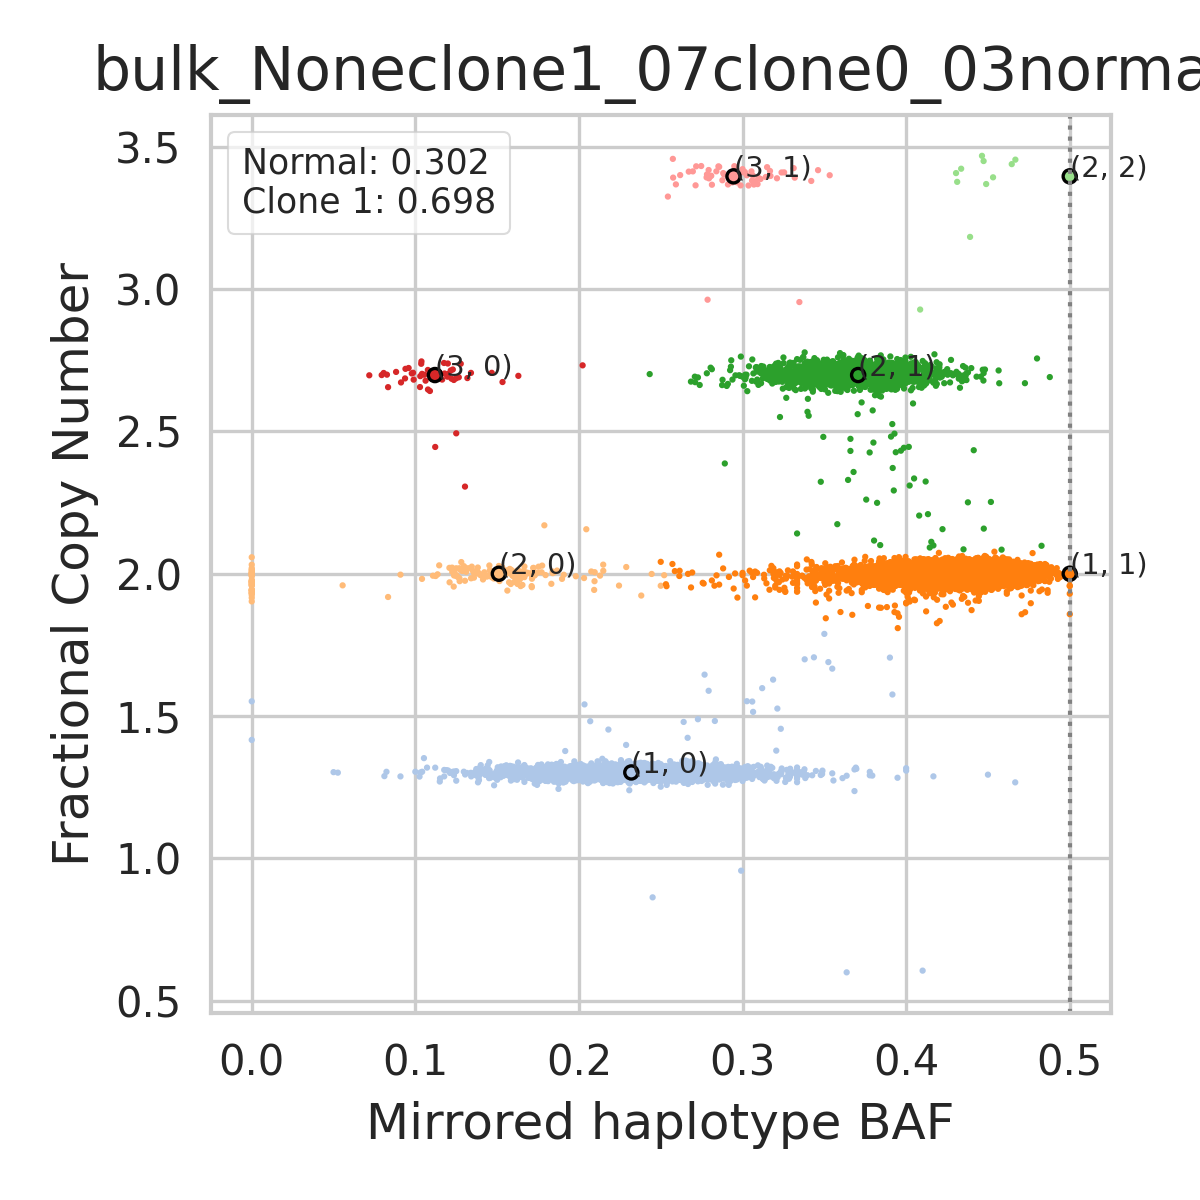 bulk_Noneclone1_07clone0_03norma
Normal: 0.302
Clone 1: 0.698
(3, 1)
(2, 2)
(3, 0)
(2, 1)
(2, 0)
(1, 1)
(1, 0)
3.5
3.0
2.5
2.0
1.5
1.0
0.5
Fractional Copy Number
0.0 0.1 0.2 0.3 0.4 0.5
Mirrored haplotype BAF